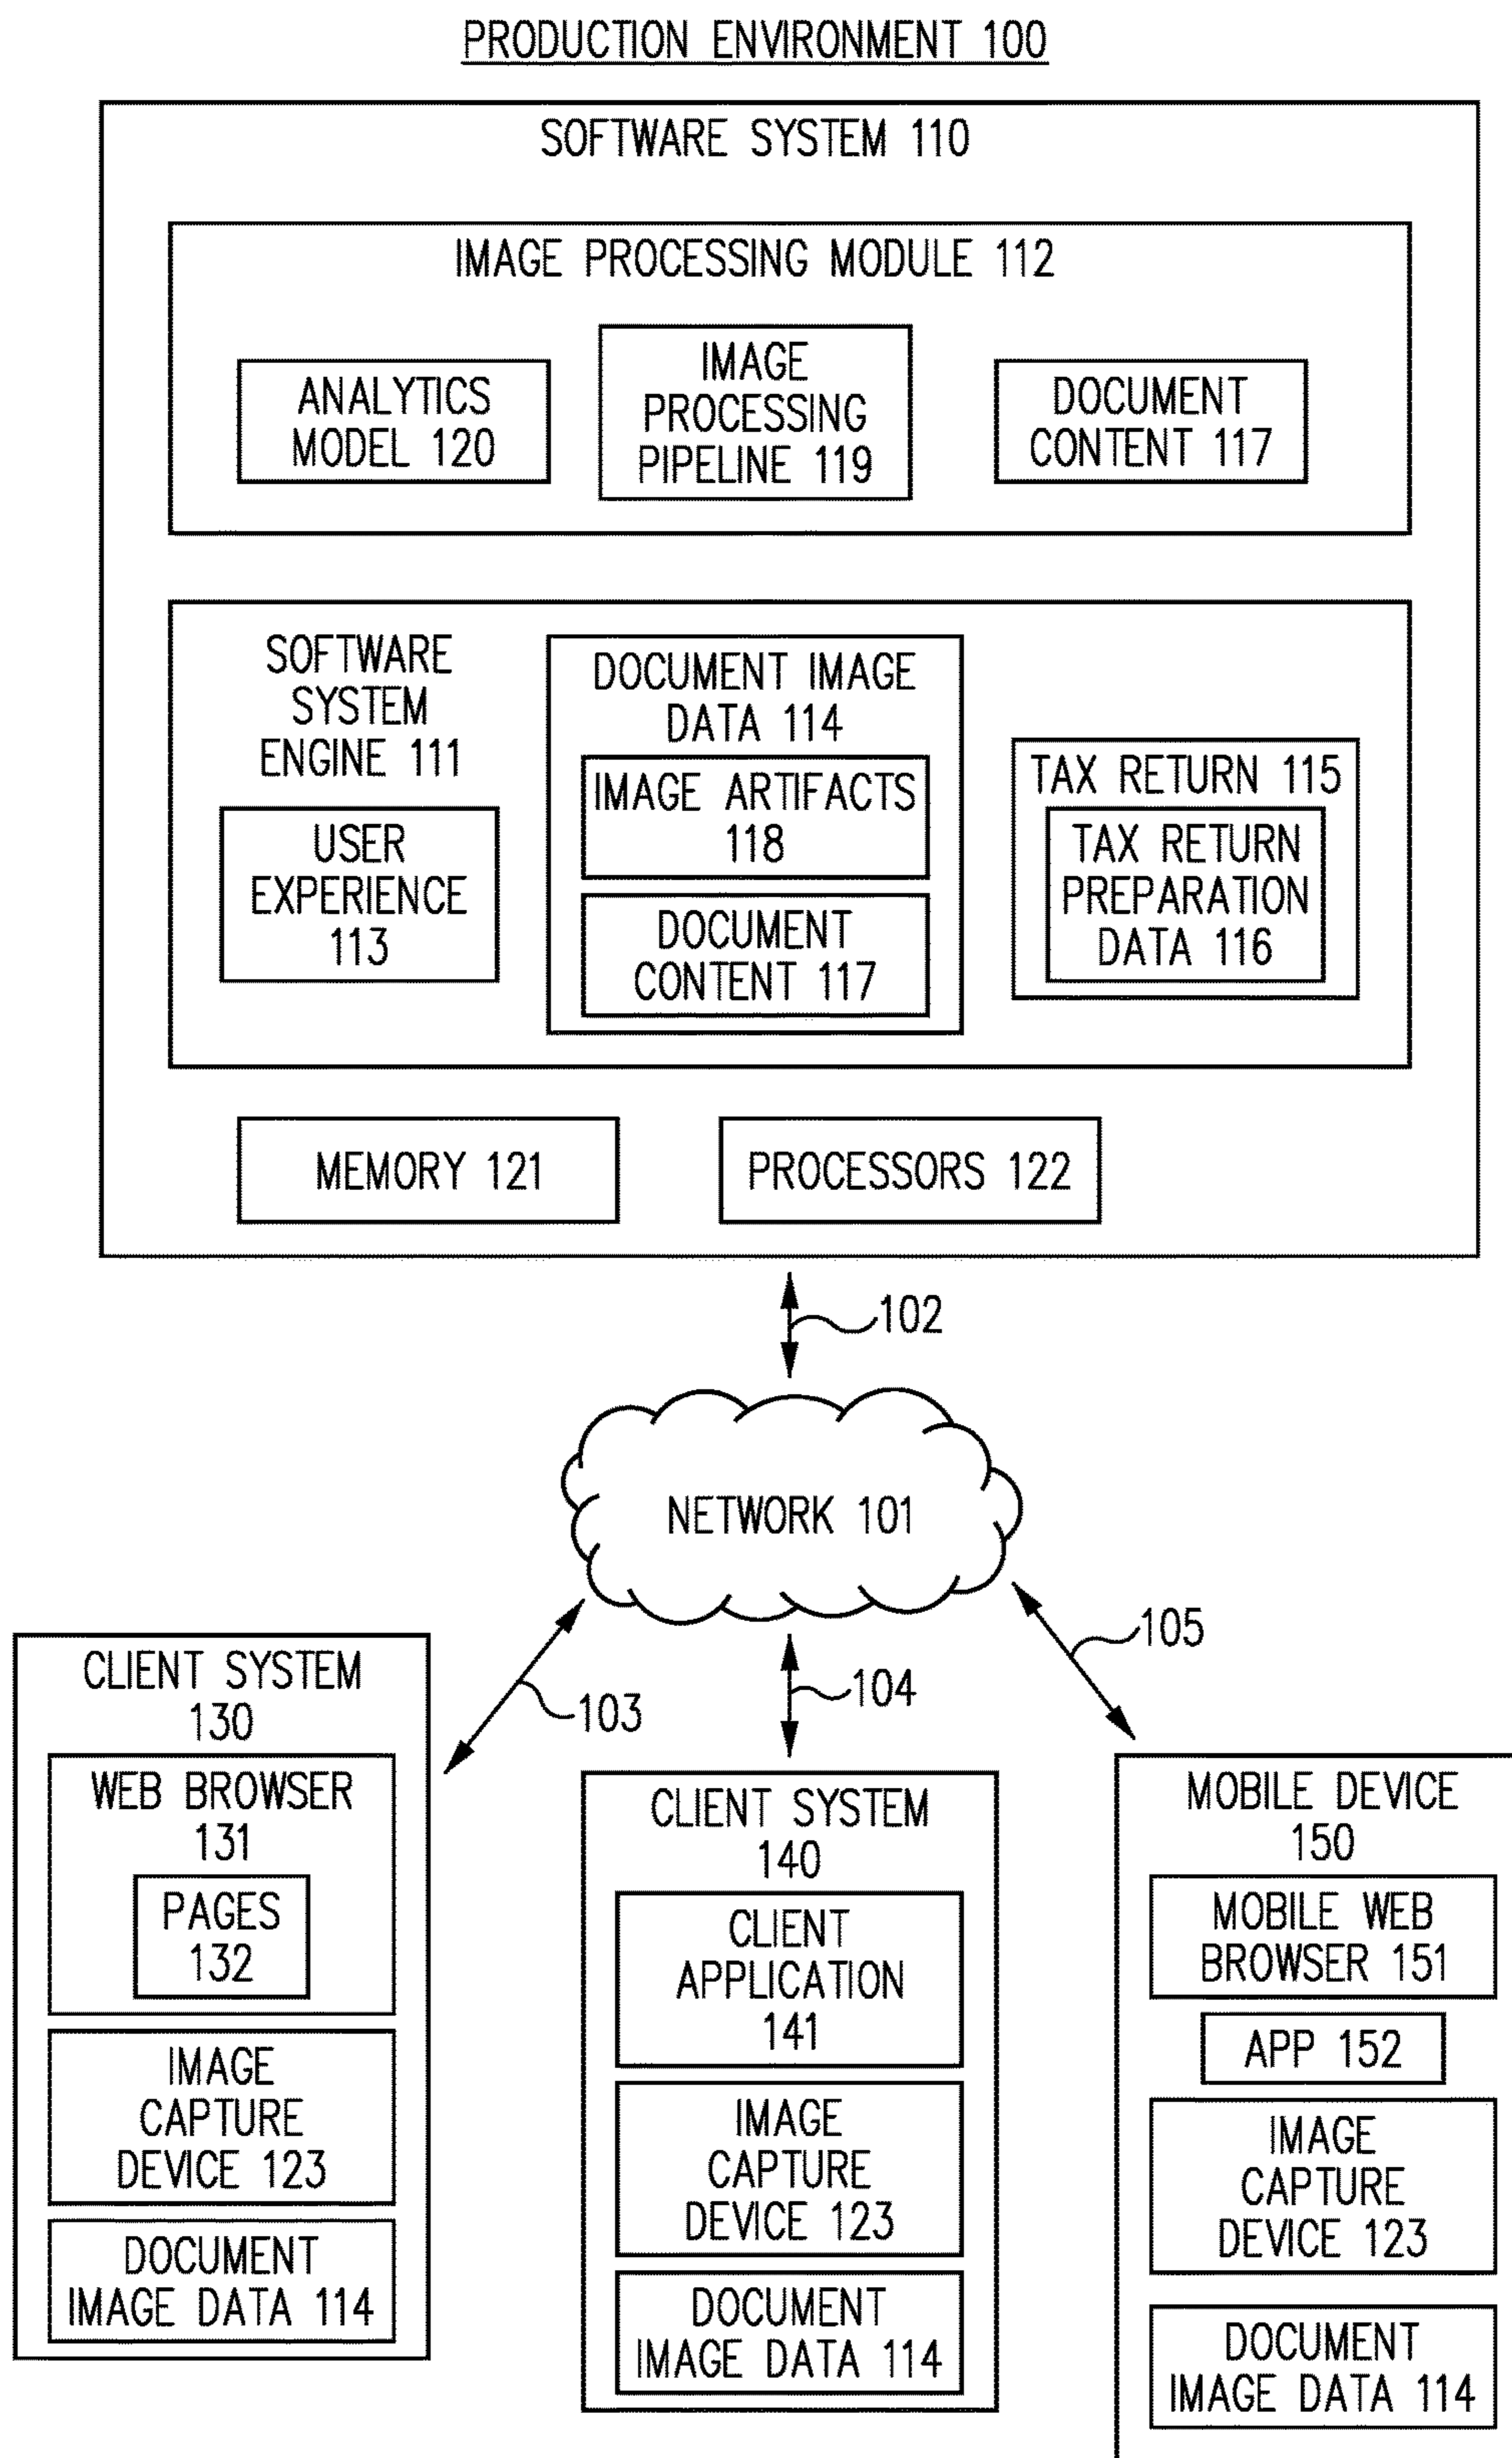 PRODUCTION ENVIRONMENT 100
SOFTWARE SYSTEM 110
IMAGE PROCESSING MODULE 112
ANALYTICS
MODEL 120
IMAGE
PROCESSING
PIPELINE 119
DOCUMENT
CONTENT 117
SOFTWARE
SYSTEM
ENGINE 111
USER
EXPERIENCE
113
DOCUMENT IMAGE
DATA 114
IMAGE ARTIFACTS
118
DOCUMENT
CONTENT 117
TAX RETURN 115
TAX RETURN
PREPARATION
DATA 116
MEMORY 121
PROCESSORS 122
102
NETWORK 101
103
104
105
CLIENT SYSTEM
130
WEB BROWSER
131
PAGES
132
IMAGE
CAPTURE
DEVICE 123
DOCUMENT
IMAGE DATA 114
CLIENT SYSTEM
140
CLIENT
APPLICATION
141
IMAGE
CAPTURE
DEVICE 123
DOCUMENT
IMAGE DATA 114
MOBILE DEVICE
150
MOBILE WEB
BROWSER 151
APP 152
IMAGE
CAPTURE
DEVICE 123
DOCUMENT
IMAGE DATA 114